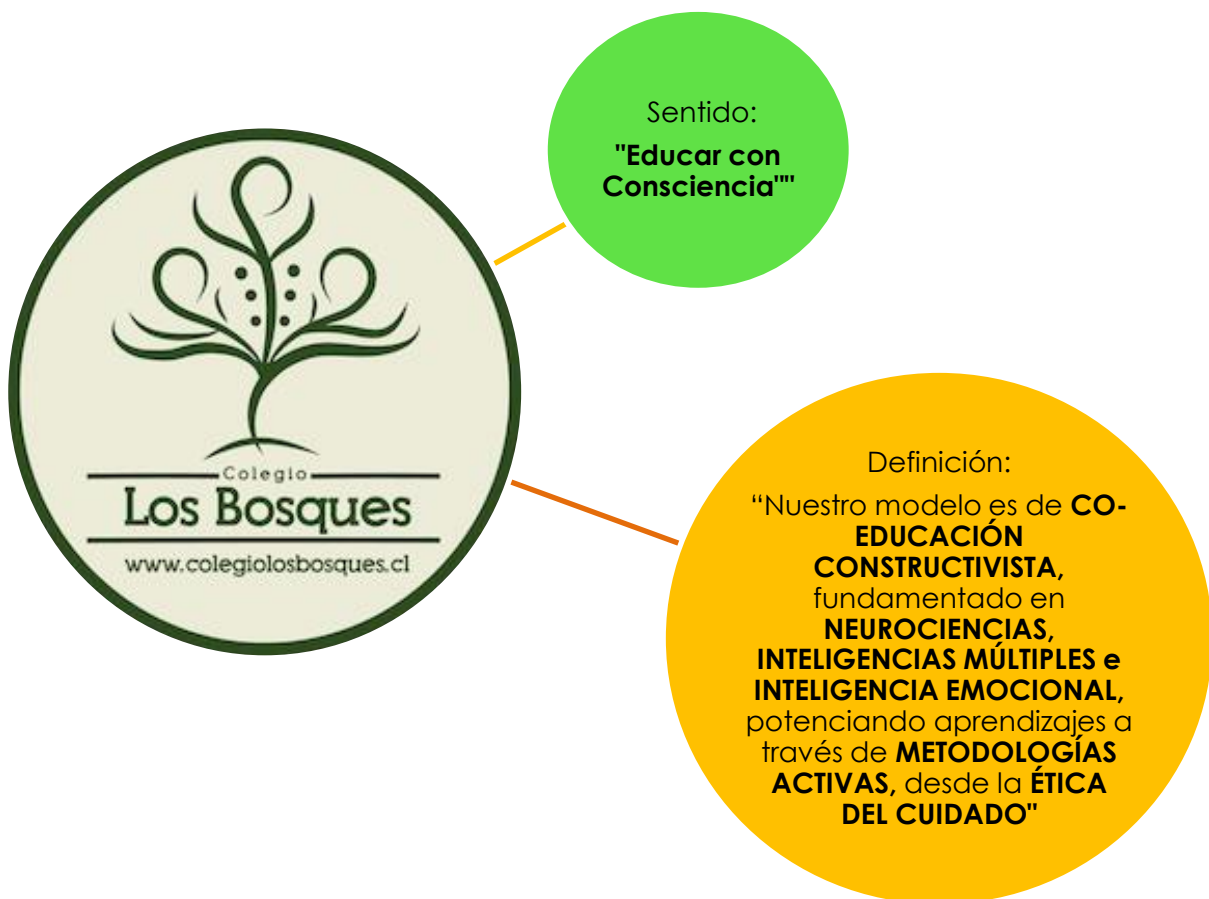 Sentido:
"Educar con
Consciencia""
Colegio
Los Bosques
www.colegiolosbosques.cl
Definición:
“Nuestro modelo es de CO-
EDUCACIÓN
CONSTRUCTIVISTA,
fundamentado en
NEUROCIENCIAS,
INTELIGENCIAS MÚLTIPLES e
INTELIGENCIA EMOCIONAL,
potenciando aprendizajes a
través de METODOLOGÍAS
ACTIVAS, desde la ÉTICA
DEL CUIDADO"